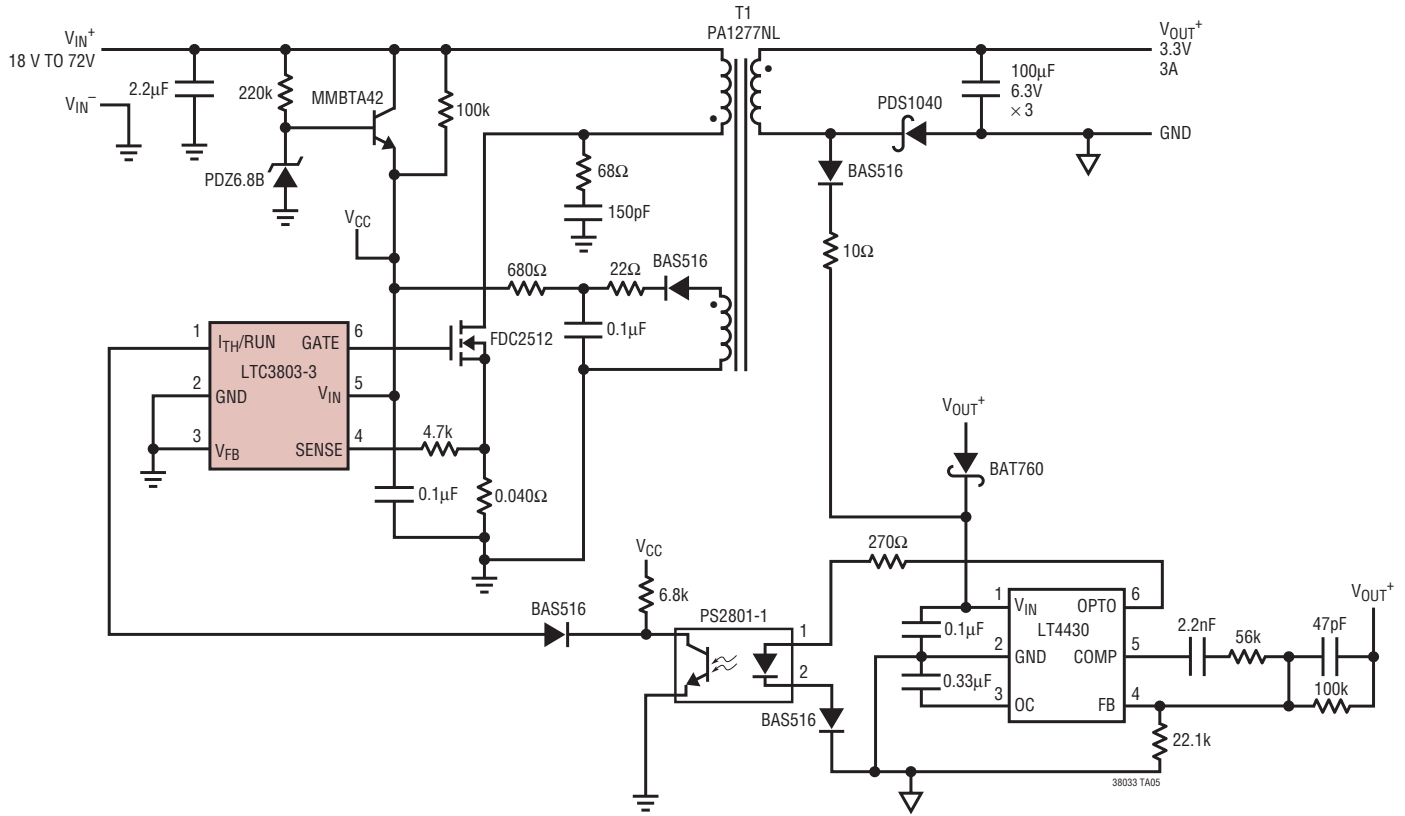 T1
PA1277NL
VIN+
18 V TO 72V
VIN–
2.2µF
220k
MMBTA42
100k
PDZ6.8B
VCC
68Ω
150pF
VOUT+
3.3V
3A
100µF
6.3V
× 3
PDS1040
GND
BAS516
10Ω
680Ω
22Ω
BAS516
0.1µF
FDC2512
1
ITH/RUN
GATE
6
LTC3803-3
2
GND
VIN
5
3
VFB
SENSE
4
4.7k
0.1µF
0.040Ω
VOUT+
BAT760
VCC
6.8k
BAS516
PS2801-1
1
2
BAS516
270Ω
1
VIN
OPTO
6
LT4430
0.1µF
2
GND
COMP
5
0.33µF
3
OC
FB
4
2.2nF
56k
47pF
VOUT+
100k
22.1k
38033 TA05